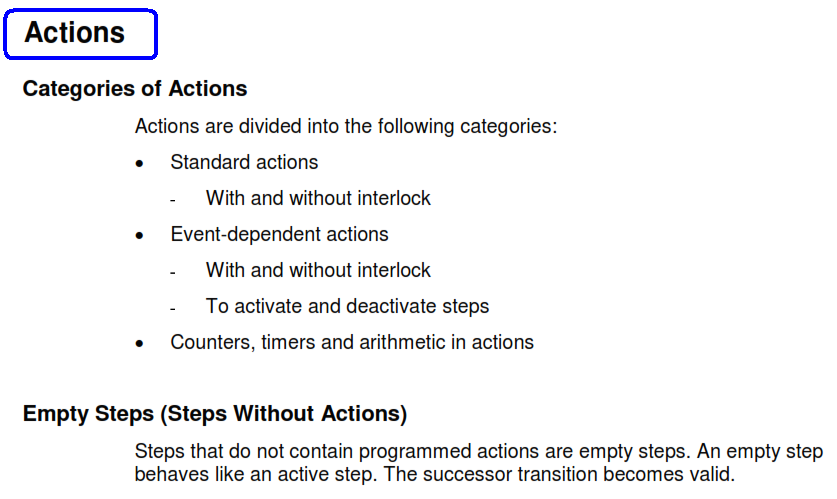 Actions
Categories of Actions
Actions are divided into the following categories:
• Standard actions
- With and without interlock
• Event-dependent actions
- With and without interlock
- To activate and deactivate steps
• Counters, timers and arithmetic in actions
Empty Steps (Steps Without Actions)
Steps that do not contain programmed actions are empty steps. An empty step
behaves like an active step. The successor transition becomes valid.